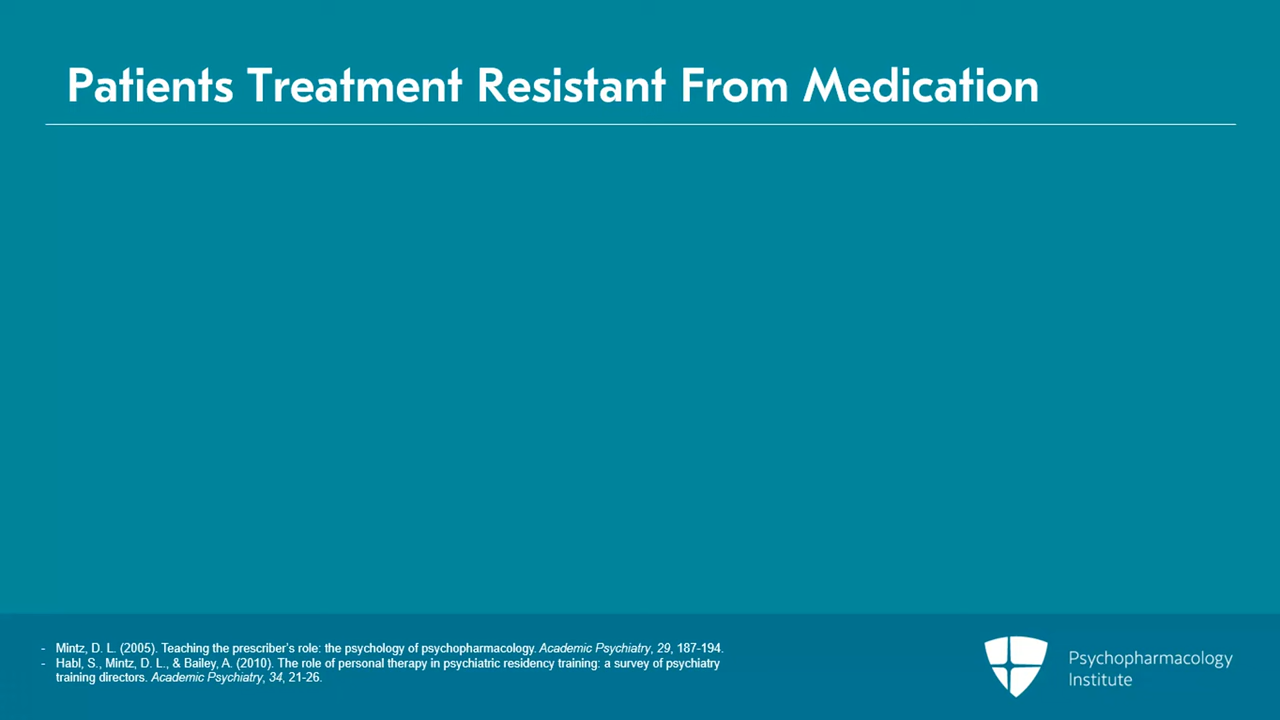 Patients Treatment Resistant From Medication
- Mintz, D. L. (2005). Teaching the prescriber's role: the psychology of psychopharmacology. Academic Psychiatry, 29, 187-194.
- Habl, S., Mintz, D. L., & Bailey, A. (2010). The role of personal therapy in psychiatric residency training: a survey of psychiatry
training directors. Academic Psychiatry, 34, 21-26.
Psychopharmacology
Institute